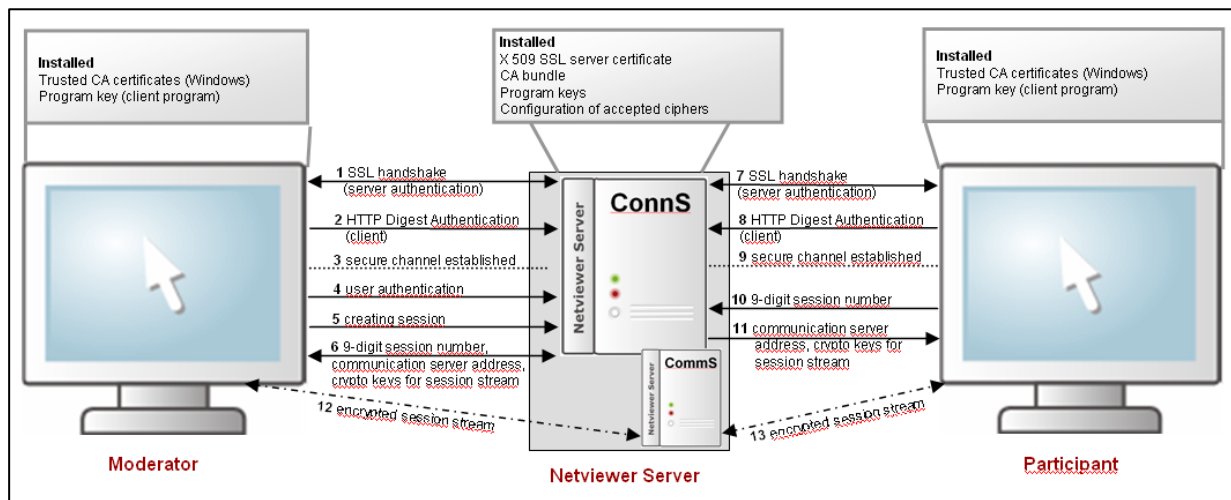 Installed
Trusted CA certificates (Windows)
Program key (client program)
Installed
X 509 SSL server certificate
CA bundle
Program keys
Configuration of accepted ciphers
Installed
Trusted CA certificates (Windows)
Program key (client program)
1 SSL handshake
(server authentication)
2 HTTP Digest Authentication
(client)
3 secure channel established
4 user authentication
5 creating session
6 9-digit session number,
communication server address,
crypto keys for session stream
12 encrypted session stream
Netviewer Server
ConnS
Netviewer Server
CommS
7 SSL handshake
(server authentication)
8 HTTP Digest Authentication
(client)
9 secure channel established
10 9-digit session number
11 communication server
address, crypto keys for
session stream
13 encrypted session stream
Moderator
Netviewer Server
Participant